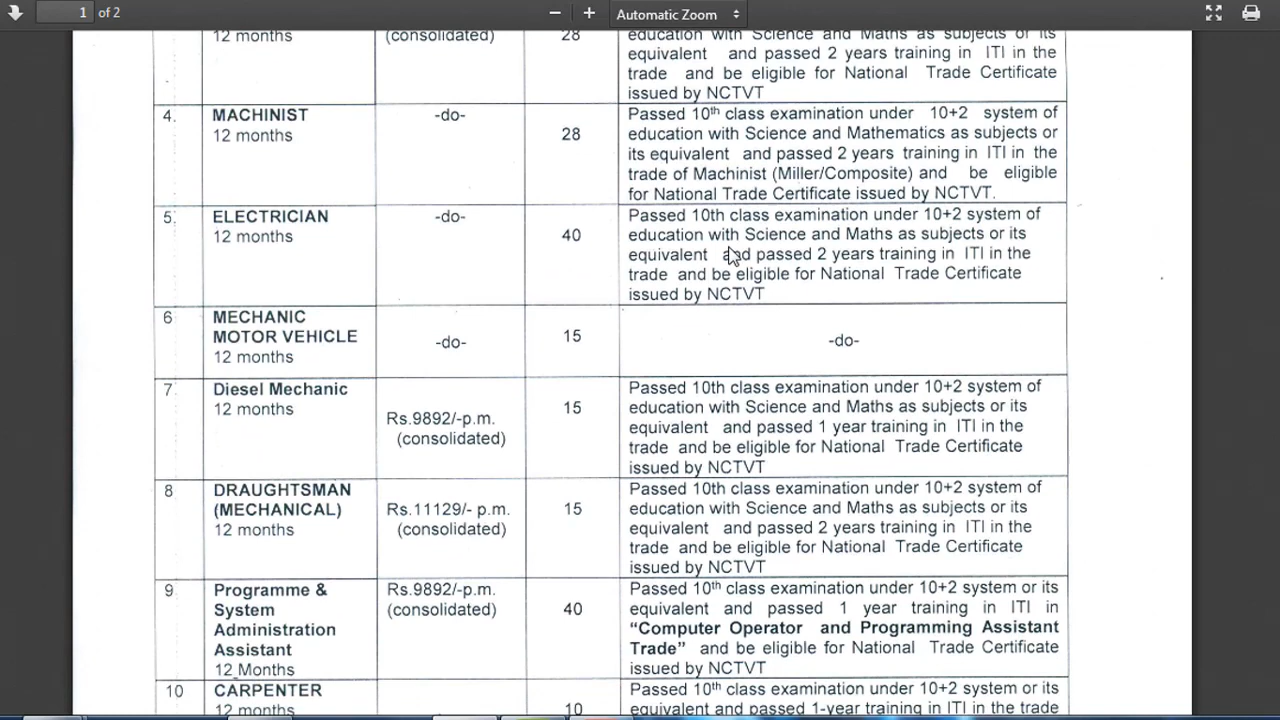 1 of 2
Automatic Zoom
12 months (consolidated) 28 education with Science and Maths as subjects or its
equivalent and passed 2 years training in ITI in the
trade and be eligible for National Trade Certificate
issued by NCTVT
4. MACHINIST
12 months
-do-
28
Passed 10th class examination under 10+2 system of
education with Science and Mathematics as subjects or
its equivalent and passed 2 years training in ITI in the
trade of Machinist (Miller/Composite) and be eligible
for National Trade Certificate issued by NCTVT.
5. ELECTRICIAN
12 months
-do-
40
Passed 10th class examination under 10+2 system of
education with Science and Maths as subjects or its
equivalent and passed 2 years training in ITI in the
trade and be eligible for National Trade Certificate
issued by NCTVT
6 MECHANIC
MOTOR VEHICLE
12 months
-do-
15
-do-
7. Diesel Mechanic
12 months
Rs.9892/-p.m.
(consolidated)
15
Passed 10th class examination under 10+2 system of
education with Science and Maths as subjects or its
equivalent and passed 1 year training in ITI in the
trade and be eligible for National Trade Certificate
issued by NCTVT
8 DRAUGHTSMAN
(MECHANICAL)
12 months
Rs.11129/- p.m.
(consolidated)
15
Passed 10th class examination under 10+2 system of
education with Science and Maths as subjects or its
equivalent and passed 2 years training in ITI in the
trade and be eligible for National Trade Certificate
issued by NCTVT
9 Programme &
System
Administration
Assistant
12 Months
Rs.9892/-p.m.
(consolidated)
40
Passed 10th class examination under 10+2 system or its
equivalent and passed 1 year training in ITI in
“Computer Operator and Programming Assistant
Trade” and be eligible for National Trade Certificate
issued by NCTVT
10 CARPENTER
12 months
10
Passed 10th class examination under 10+2 system or its
equivalent and passed 1-year training in ITI in the trade